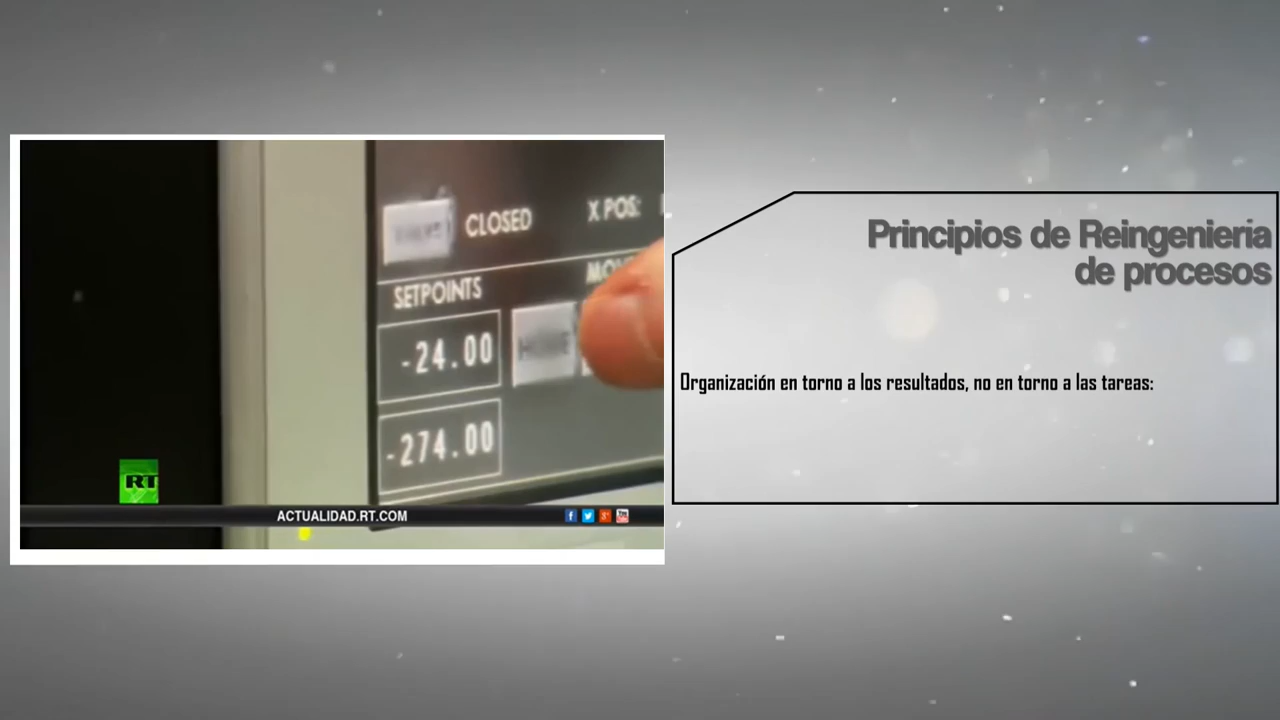 CLOSED
X POS:
SETPOINTS
-24.00
-274.00
RT
ACTUALIDAD.RT.COM
Principios de Reingenieria
de procesos
Organización en torno a los resultados, no en torno a las tareas: